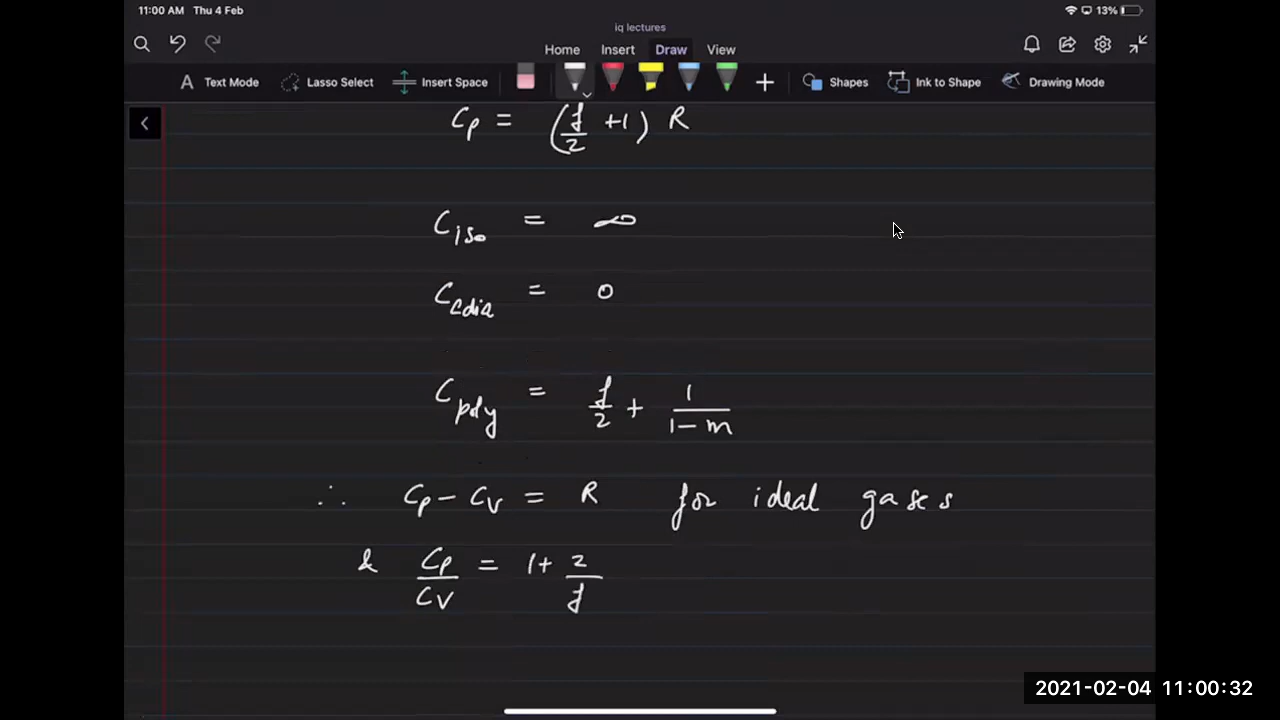 11:00 AM Thu 4 Feb
13%
iq lectures
Home Insert Draw View
Text Mode Lasso Select Insert Space Shapes Ink to Shape Drawing Mode
Cp = (f/2 +1) R
Ciso = ∞
Cadia = 0
Cpoly = f/2 + 1/(1-m)
∴ Cp - Cv = R for ideal gases
& Cp/Cv = 1+ 2/f
2021-02-04 11:00:32